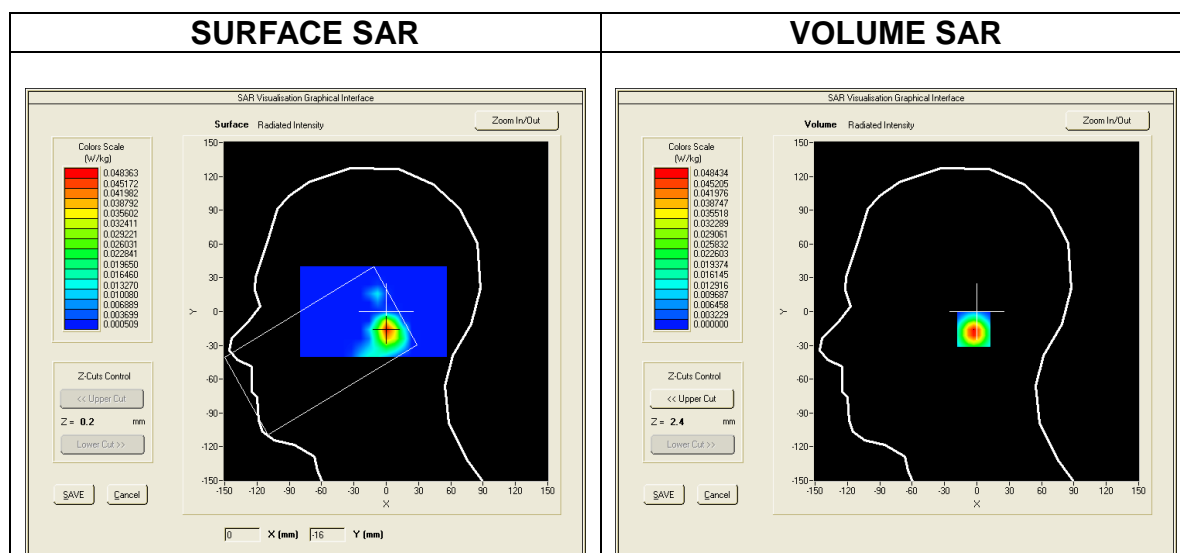 SURFACE SAR
VOLUME SAR
SAR Visualisation Graphical Interface
Surface Radiated Intensity
Zoom In/Out
Colors Scale
(W/kg)
0.048363
0.045172
0.041982
0.038792
0.035602
0.032411
0.029221
0.026031
0.022841
0.019650
0.016460
0.013270
0.010080
0.006889
0.003699
0.000509
150
120
90
60
30
0
-30
-60
-90
-120
-150
Y
-150 -120 -90 -60 -30 0 30 60 90 120 150
X
Z-Cuts Control
<< Upper Cut
Z = 0.2 mm
Lower Cut >>
SAVE Cancel
0 X (mm) -16 Y (mm)
SAR Visualisation Graphical Interface
Volume Radiated Intensity
Zoom In/Out
Colors Scale
(W/kg)
0.048434
0.045205
0.041976
0.038747
0.035518
0.032289
0.029061
0.025832
0.022603
0.019374
0.016145
0.012916
0.009687
0.006458
0.003229
0.000000
150
120
90
60
30
0
-30
-60
-90
-120
-150
Y
-150 -120 -90 -60 -30 0 30 60 90 120 150
X
Z-Cuts Control
<< Upper Cut
Z = 2.4 mm
Lower Cut >>
SAVE Cancel